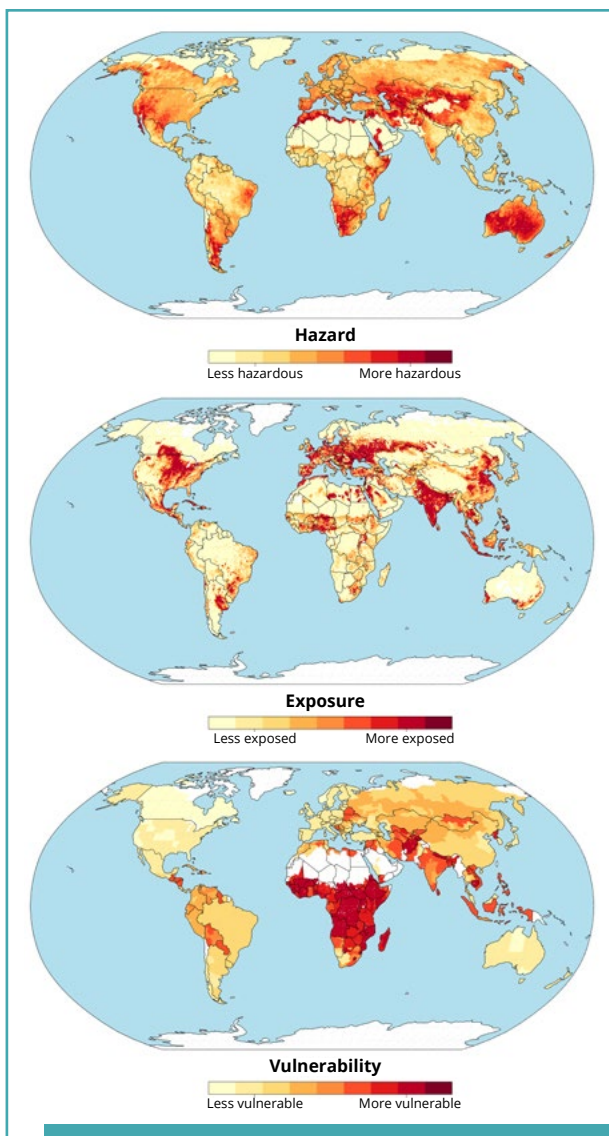 Hazard
Less hazardous More hazardous
Exposure
Less exposed More exposed
Vulnerability
Less vulnerable More vulnerable